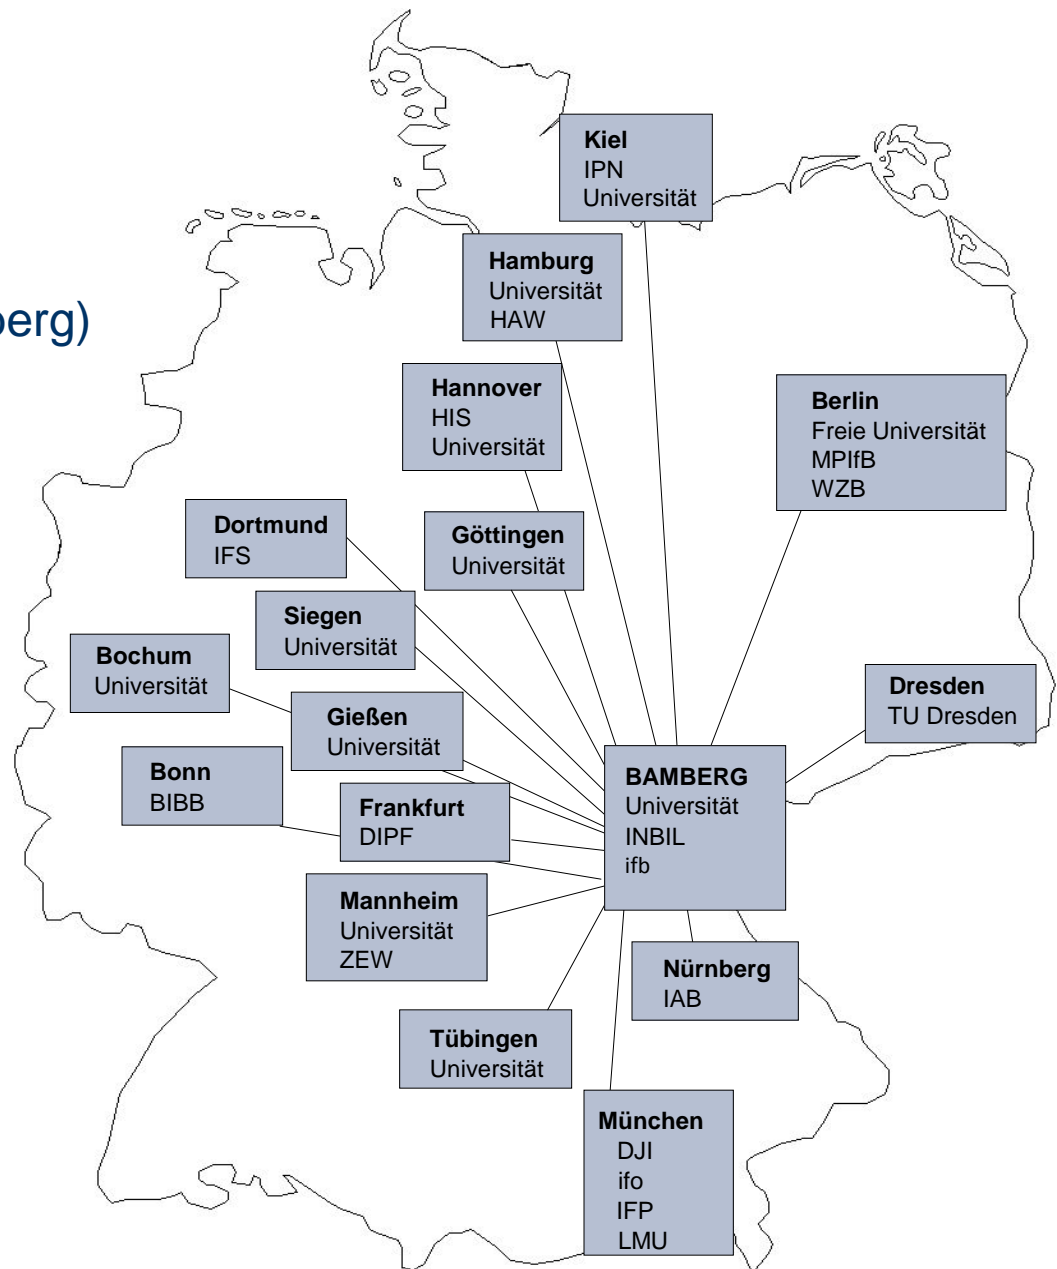 Kiel
IPN
Universität
Hamburg
Universität
HAW
berg)
Hannover
HIS
Universität
Berlin
Freie Universität
MPIfB
WZB
Dortmund
IFS
Göttingen
Universität
Siegen
Universität
Bochum
Universität
Dresden
TU Dresden
Gießen
Universität
Bonn
BIBB
BAMBERG
Universität
INBIL
ifb
Frankfurt
DIPF
Mannheim
Universität
ZEW
Nürnberg
IAB
Tübingen
Universität
München
DJI
ifo
IFP
LMU